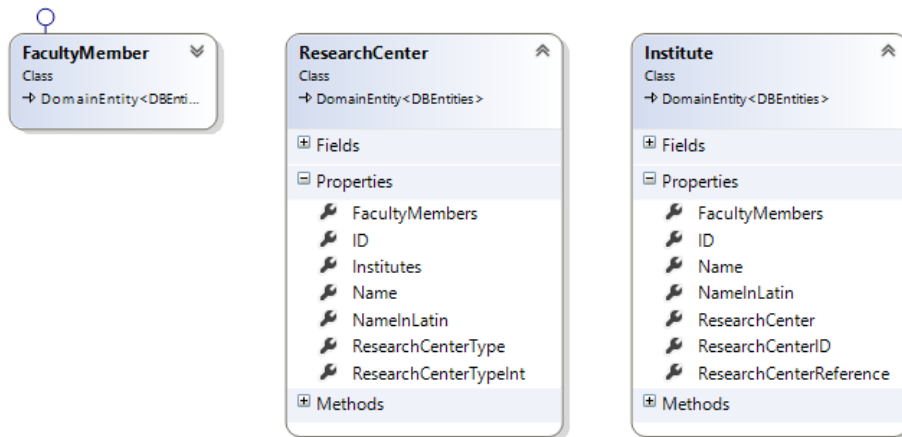 FacultyMember
Class
DomainEntity<DBEnti...
ResearchCenter
Class
DomainEntity<DBEntities>
Fields
Properties
FacultyMembers
ID
Institutes
Name
NameInLatin
ResearchCenterType
ResearchCenterTypeInt
Methods
Institute
Class
DomainEntity<DBEntities>
Fields
Properties
FacultyMembers
ID
Name
NameInLatin
ResearchCenter
ResearchCenterID
ResearchCenterReference
Methods